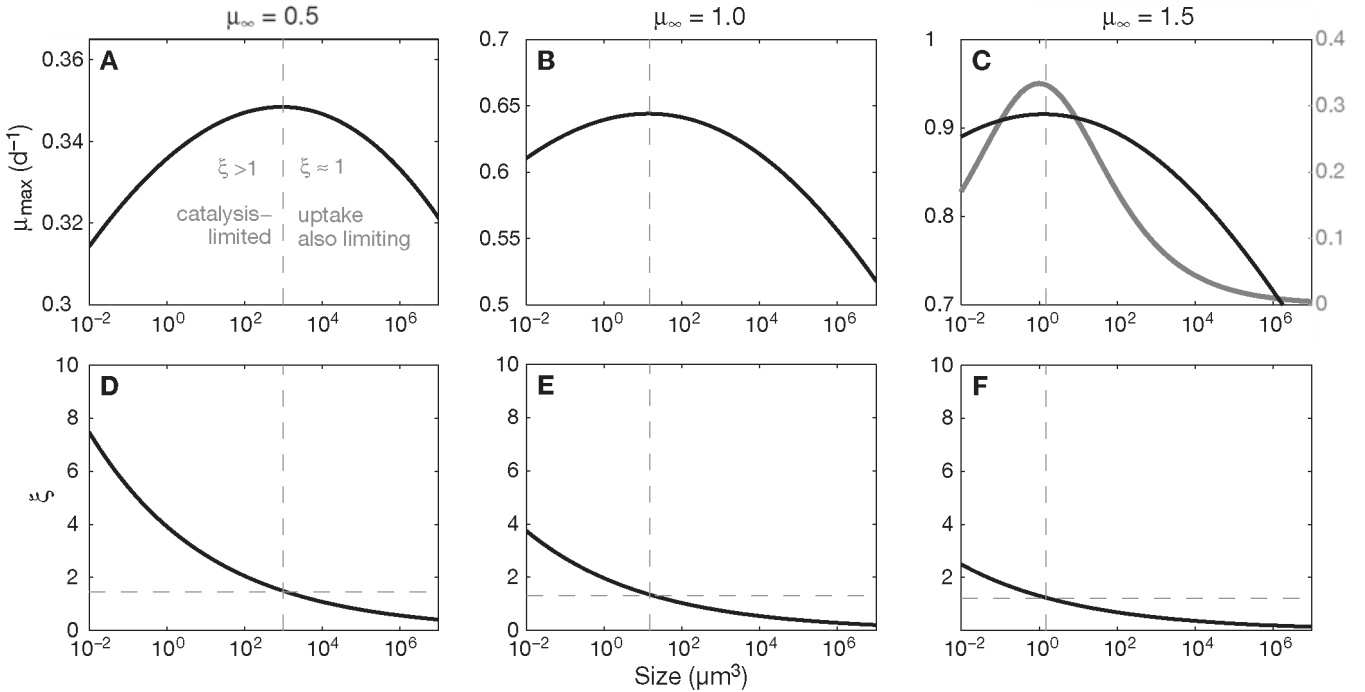 μ∞ = 0.5 μ∞ = 1.0 μ∞ = 1.5
A
0.36
0.34
0.32
0.3
μmax (d⁻¹)
ξ >1 ξ ≈ 1
catalysis– uptake
limited also limiting
10⁻² 10⁰ 10² 10⁴ 10⁶
B
0.7
0.65
0.6
0.55
0.5
10⁻² 10⁰ 10² 10⁴ 10⁶
C
1 0.4
0.9 0.3
0.8 0.2
0.1
0.7 0
10⁻² 10⁰ 10² 10⁴ 10⁶
D
10
8
6
4
2
0
ξ
10⁻² 10⁰ 10² 10⁴ 10⁶
E
10
8
6
4
2
0
10⁻² 10⁰ 10² 10⁴ 10⁶
F
10
8
6
4
2
0
10⁻² 10⁰ 10² 10⁴ 10⁶
Size (μm³)